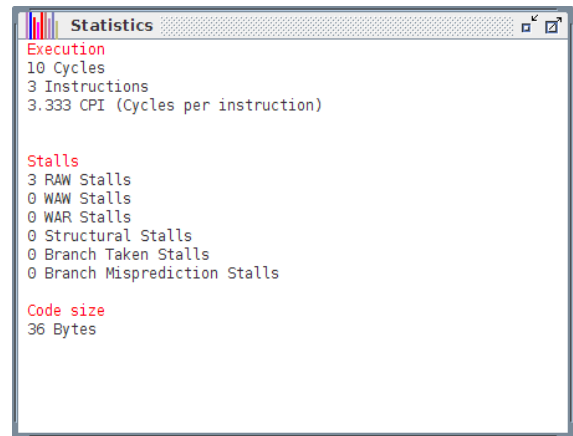 Statistics
Execution
10 Cycles
3 Instructions
3.333 CPI (Cycles per instruction)
Stalls
3 RAW Stalls
0 WAW Stalls
0 WAR Stalls
0 Structural Stalls
0 Branch Taken Stalls
0 Branch Misprediction Stalls
Code size
36 Bytes